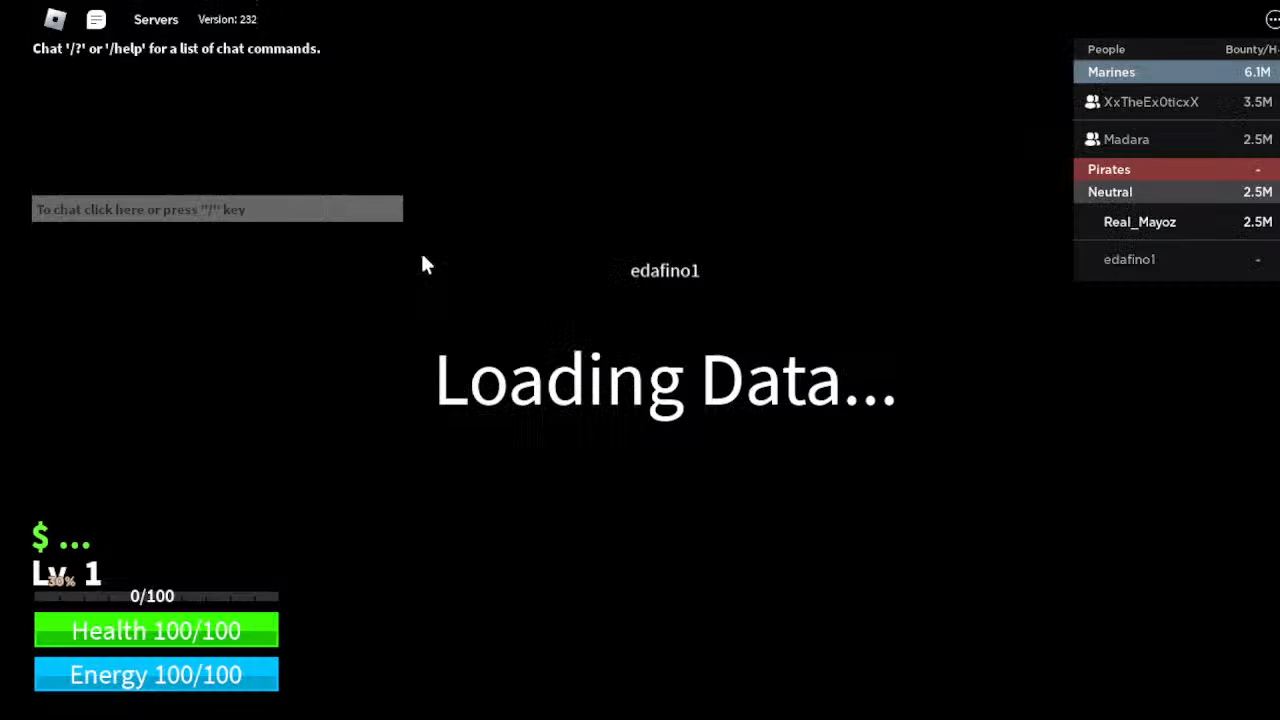 Servers Version: 232
Chat '/?' or '/help' for a list of chat commands.
To chat click here or press "/" key
People Bounty/H
Marines 6.1M
XxTheEx0ticxX 3.5M
Madara 2.5M
Pirates -
Neutral 2.5M
Real_Mayoz 2.5M
edafino1 -
edafino1
Loading Data...
$ ...
Lv. 1
30%
0/100
Health 100/100
Energy 100/100